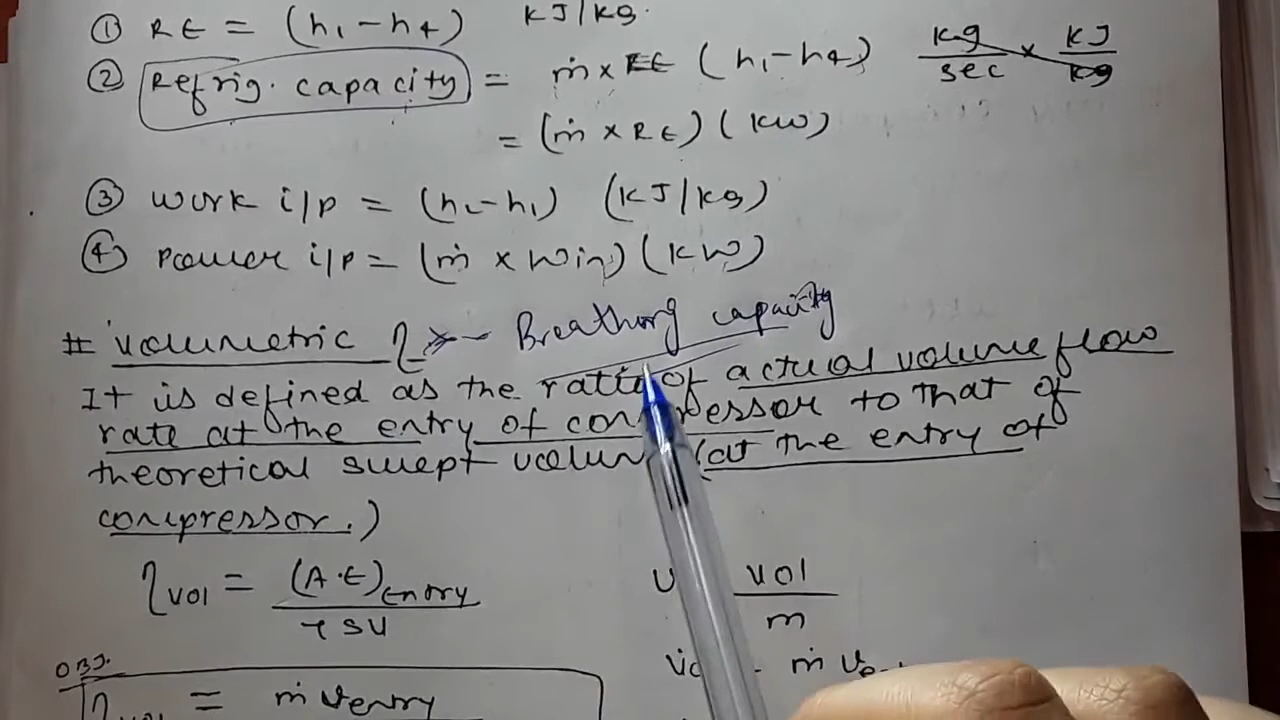 ① RE = (h₁-h₄) KJ/kg.
② Refrig. capacity = ṁ x RE (h₁-h₄) kg/sec x KJ/kg
= (ṁ x RE) (KW)
③ work i/p = (h₂-h₁) (KJ/kg)
④ power i/p = (ṁ x Win) (KW)
# volumetric η - Breathing capacity
It is defined as the ratio of actual volume flow
rate at the entry of compressor to that of
theoretical swept (at the entry of
compressor.)
ηvol = (A.E)entry / TSV
vol / m
OBJ.
= ṁ ventry
ṁ